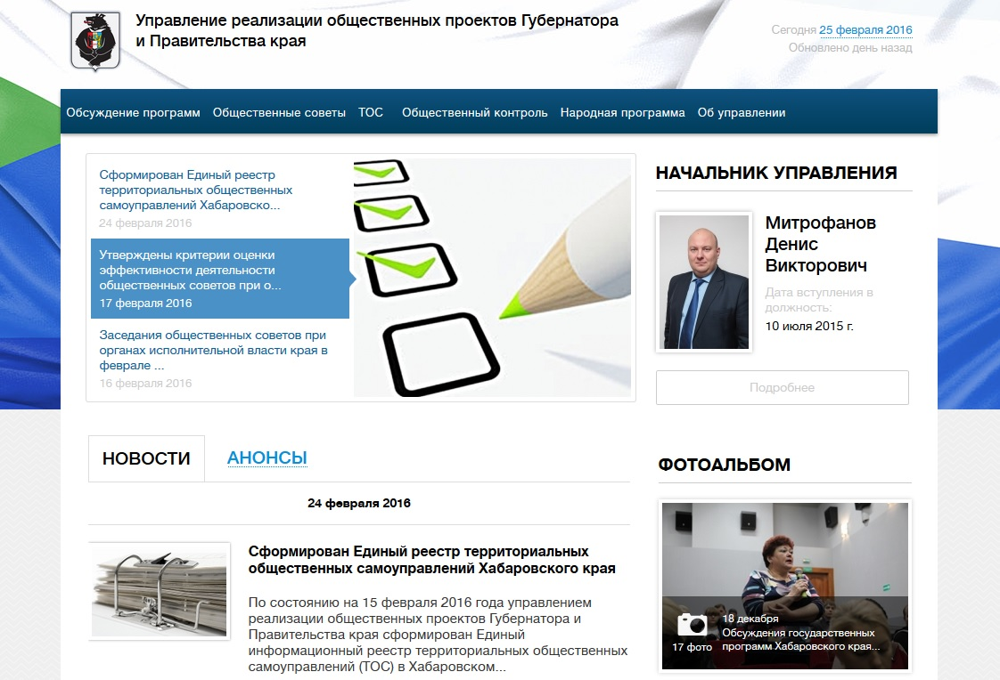 Управление реализации общественных проектов Губернатора
и Правительства края
Сегодня 25 февраля 2016
Обновлено день назад
Обсуждение программ Общественные советы ТОС Общественный контроль Народная программа Об управлении
Сформирован Единый реестр
территориальных общественных
самоуправлений Хабаровско...
24 февраля 2016
Утверждены критерии оценки
эффективности деятельности
общественных советов при о...
17 февраля 2016
Заседания общественных советов при
органах исполнительной власти края в
феврале ...
16 февраля 2016
НАЧАЛЬНИК УПРАВЛЕНИЯ
Митрофанов
Денис
Викторович
Дата вступления в
должность:
10 июля 2015 г.
Подробнее
НОВОСТИ АНОНСЫ
24 февраля 2016
Сформирован Единый реестр территориальных
общественных самоуправлений Хабаровского края
По состоянию на 15 февраля 2016 года управлением
реализации общественных проектов Губернатора и
Правительства края сформирован Единый
информационный реестр территориальных общественных
самоуправлений (ТОС) в Хабаровском...
ФОТОАЛЬБОМ
17 фото
18 декабря
Обсуждения государственных
программ Хабаровского края...